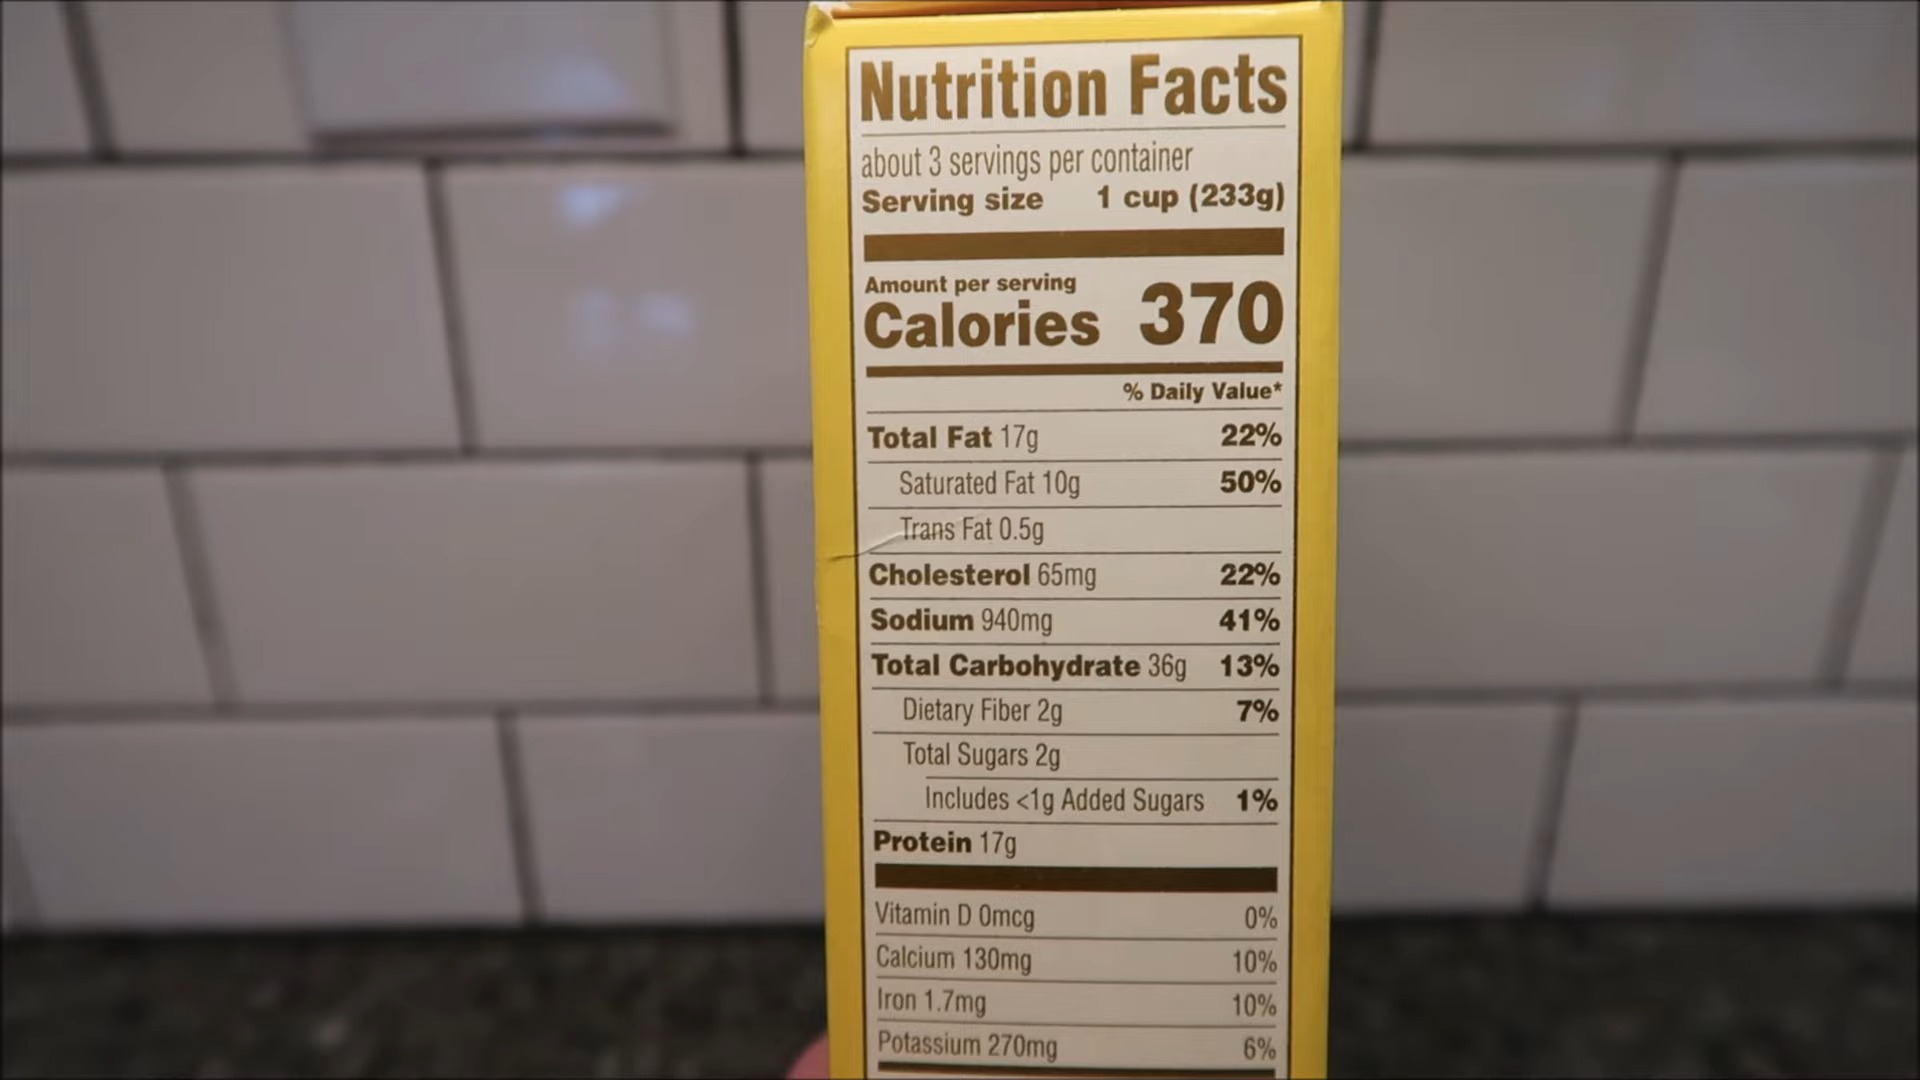 Nutrition Facts
about 3 servings per container
Serving size 1 cup (233g)
Amount per serving
Calories 370
% Daily Value*
Total Fat 17g 22%
Saturated Fat 10g 50%
Trans Fat 0.5g
Cholesterol 65mg 22%
Sodium 940mg 41%
Total Carbohydrate 36g 13%
Dietary Fiber 2g 7%
Total Sugars 2g
Includes <1g Added Sugars 1%
Protein 17g
Vitamin D 0mcg 0%
Calcium 130mg 10%
Iron 1.7mg 10%
Potassium 270mg 6%